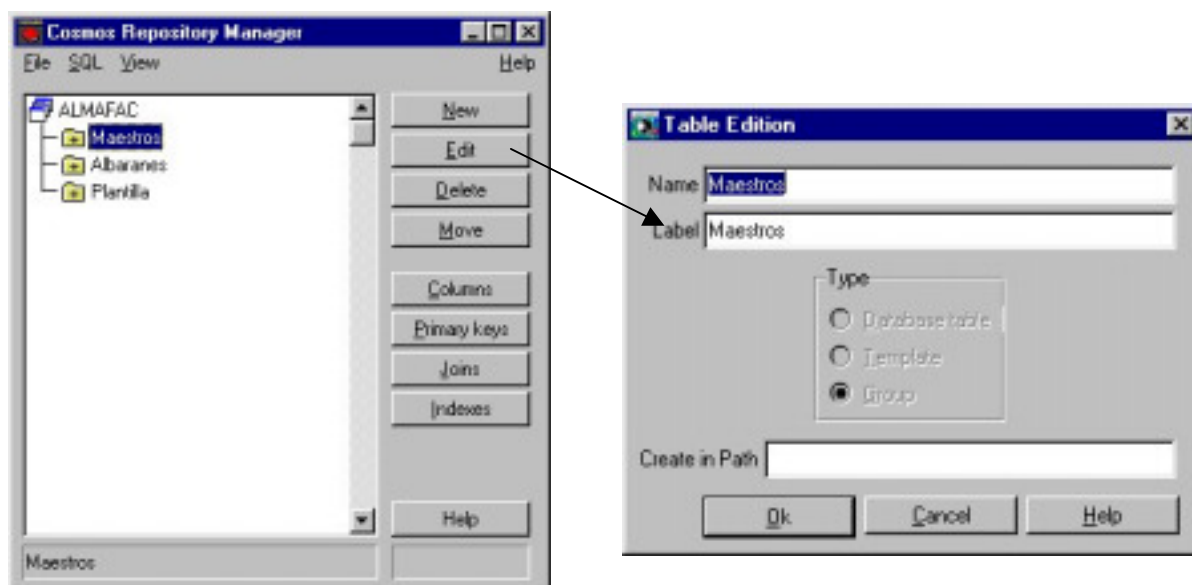 Cosmos Repository Manager
File SQL View Help
ALMAFAC
Maestros
Albaranes
Plantilla
New
Edit
Delete
Move
Columns
Primary keys
Joins
Indexes
Help
Maestros
Table Edition
Name Maestros
Label Maestros
Type
Database table
Template
Group
Create in Path
Ok
Cancel
Help